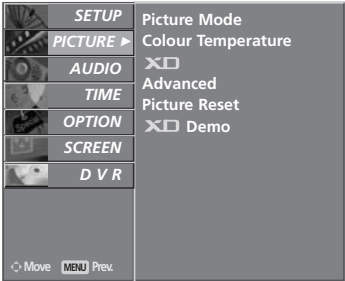 SETUP
PICTURE ►
AUDIO
TIME
OPTION
SCREEN
D V R
Picture Mode
Colour Temperature
XD
Advanced
Picture Reset
XD Demo
Move MENU Prev.